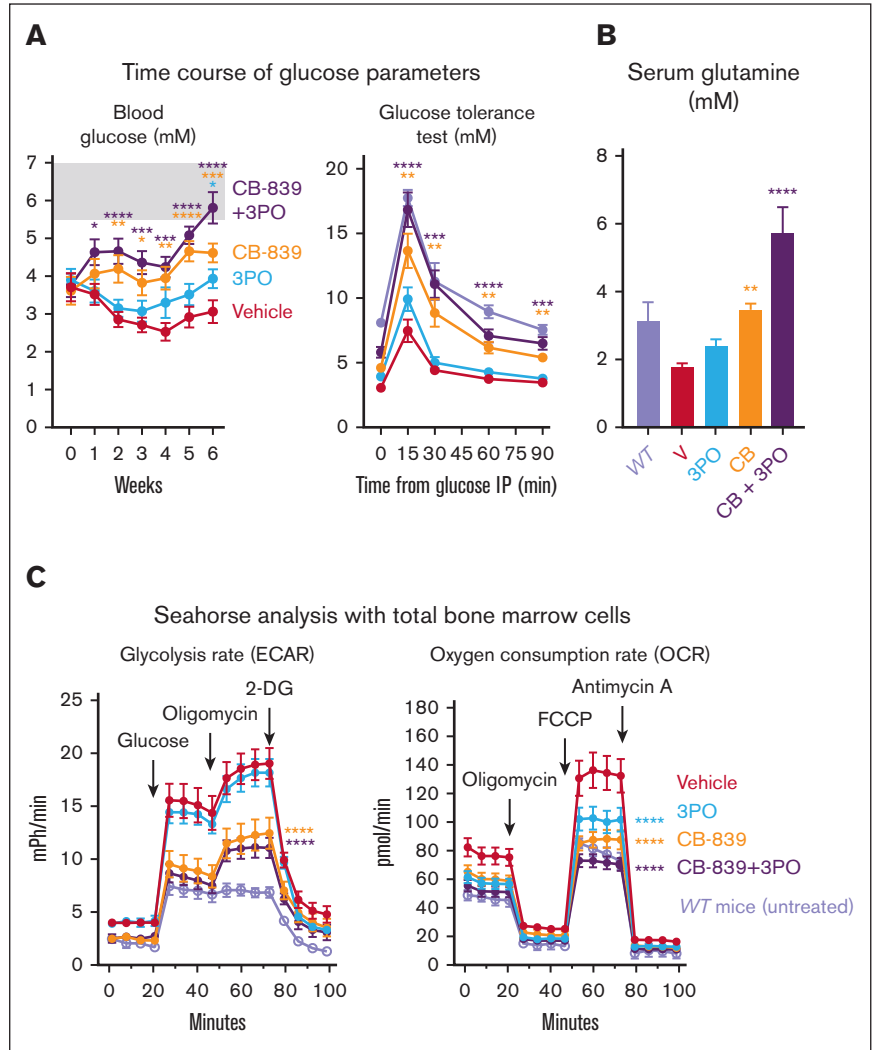 A
Time course of glucose parameters
Blood
glucose (mM)
7
6
5
4
3
2
1
0
*
****
**
***
*
***
**
****
****
****
***
*
CB-839
+3PO
CB-839
3PO
Vehicle
0 1 2 3 4 5 6
Weeks
Glucose tolerance
test (mM)
20
15
10
5
0
****
**
***
**
****
**
***
**
0 15 30 45 60 75 90
Time from glucose IP (min)
B
Serum glutamine
(mM)
8
6
4
2
0
**
****
WT
V
3PO
CB
CB + 3PO
C
Seahorse analysis with total bone marrow cells
Glycolysis rate (ECAR)
mPh/min
25
20
15
10
5
0
Glucose
Oligomycin
2-DG
****
****
0 20 40 60 80 100
Minutes
Oxygen consumption rate (OCR)
pmol/min
180
160
140
120
100
80
60
40
20
0
Oligomycin
FCCP
Antimycin A
Vehicle
**** 3PO
**** CB-839
**** CB-839+3PO
WT mice (untreated)
0 20 40 60 80 100
Minutes